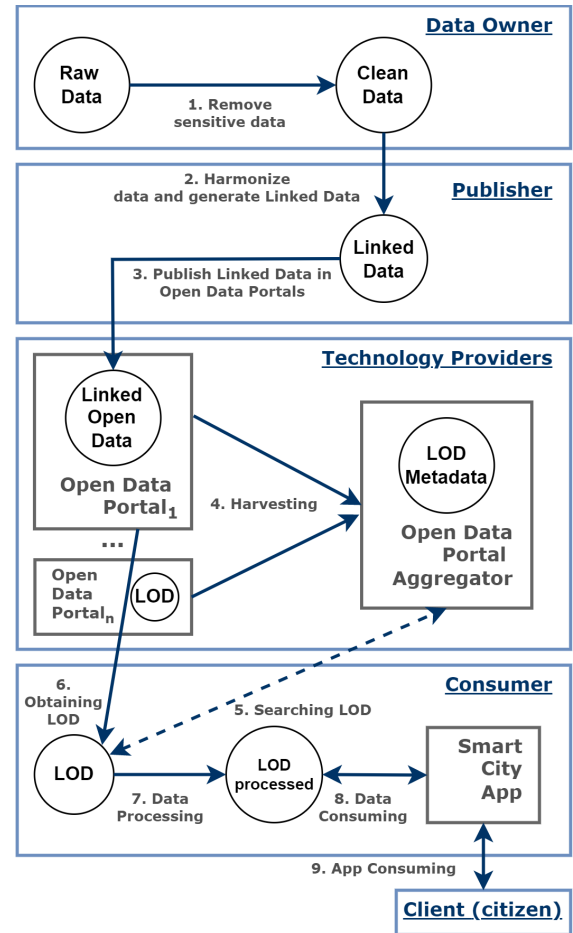 Data Owner
Raw
Data
Clean
Data
1. Remove
sensitive data
2. Harmonize
data and generate Linked Data
Publisher
Linked
Data
3. Publish Linked Data in
Open Data Portals
Technology Providers
Linked
Open
Data
Open Data
Portal1
...
Open
Data
Portaln
LOD
4. Harvesting
LOD
Metadata
Open Data
Portal
Aggregator
Consumer
6.
Obtaining
LOD
5. Searching LOD
LOD
7. Data
Processing
LOD
processed
8. Data
Consuming
Smart
City
App
9. App Consuming
Client (citizen)